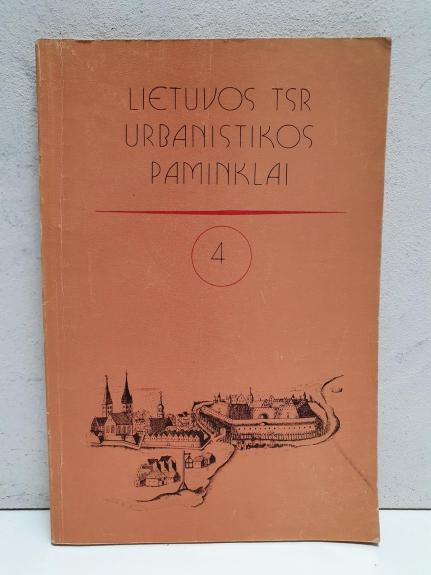 LIETUVOS TSR
URBANISTIKOS
PAMINKLAI
4